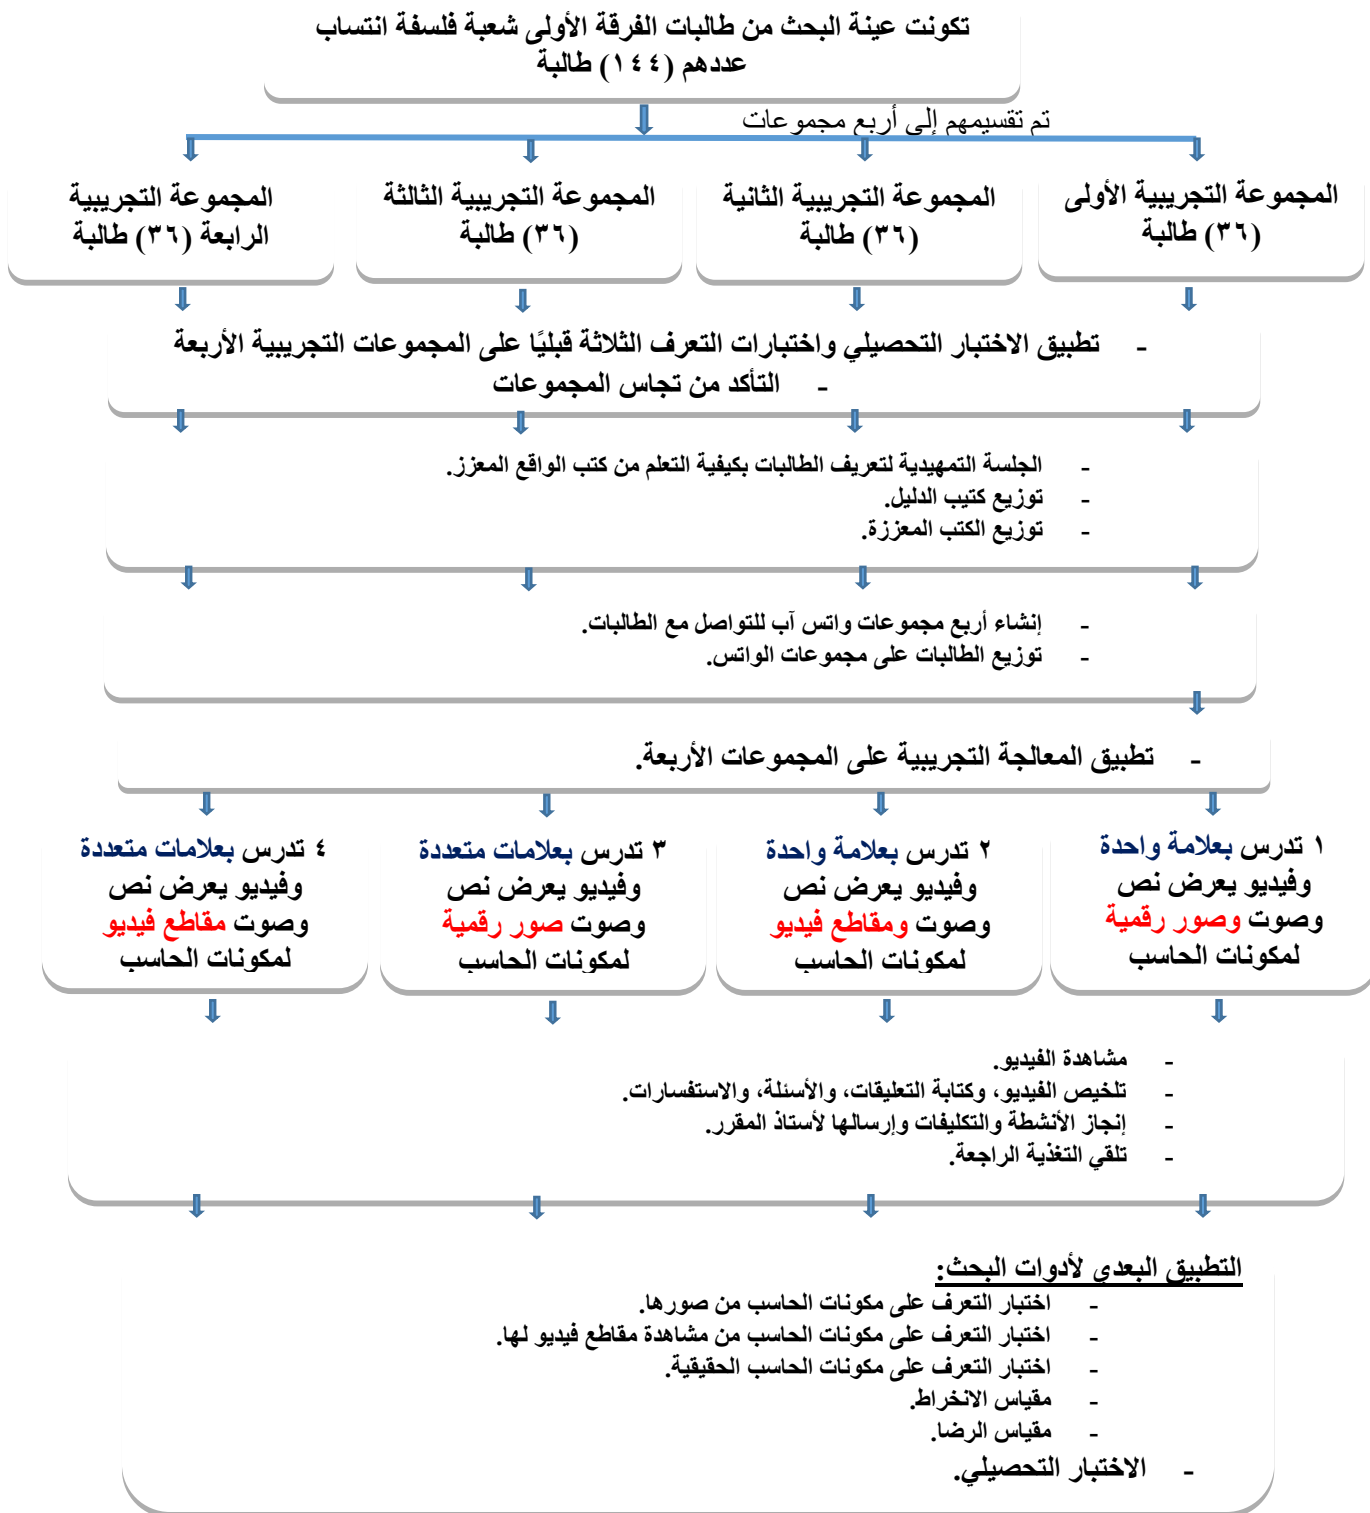 تكونت عينة البحث من طالبات الفرقة الأولى شعبة فلسفة انتساب
عددهم (١٤٤) طالبة
تم تقسيمهم إلى أربع مجموعات
المجموعة التجريبية الأولى
(٣٦) طالبة
المجموعة التجريبية الثانية
(٣٦) طالبة
المجموعة التجريبية الثالثة
(٣٦) طالبة
المجموعة التجريبية
الرابعة (٣٦) طالبة
- تطبيق الاختبار التحصيلي واختبارات التعرف الثلاثة قبليًا على المجموعات التجريبية الأربعة
- التأكد من تجاس المجموعات
- الجلسة التمهيدية لتعريف الطالبات بكيفية التعلم من كتب الواقع المعزز.
- توزيع كتيب الدليل.
- توزيع الكتب المعززة.
- إنشاء أربع مجموعات واتس آب للتواصل مع الطالبات.
- توزيع الطالبات على مجموعات الواتس.
- تطبيق المعالجة التجريبية على المجموعات الأربعة.
١ تدرس بعلامة واحدة
وفيديو يعرض نص
وصوت وصور رقمية
لمكونات الحاسب
٢ تدرس بعلامة واحدة
وفيديو يعرض نص
وصوت ومقاطع فيديو
لمكونات الحاسب
٣ تدرس بعلامات متعددة
وفيديو يعرض نص
وصوت صور رقمية
لمكونات الحاسب
٤ تدرس بعلامات متعددة
وفيديو يعرض نص
وصوت مقاطع فيديو
لمكونات الحاسب
- مشاهدة الفيديو.
- تلخيص الفيديو، وكتابة التعليقات، والأسئلة، والاستفسارات.
- إنجاز الأنشطة والتكليفات وإرسالها لأستاذ المقرر.
- تلقي التغذية الراجعة.
التطبيق البعدي لأدوات البحث:
- اختبار التعرف على مكونات الحاسب من صورها.
- اختبار التعرف على مكونات الحاسب من مشاهدة مقاطع فيديو لها.
- اختبار التعرف على مكونات الحاسب الحقيقية.
- مقياس الانخراط.
- مقياس الرضا.
- الاختبار التحصيلي.